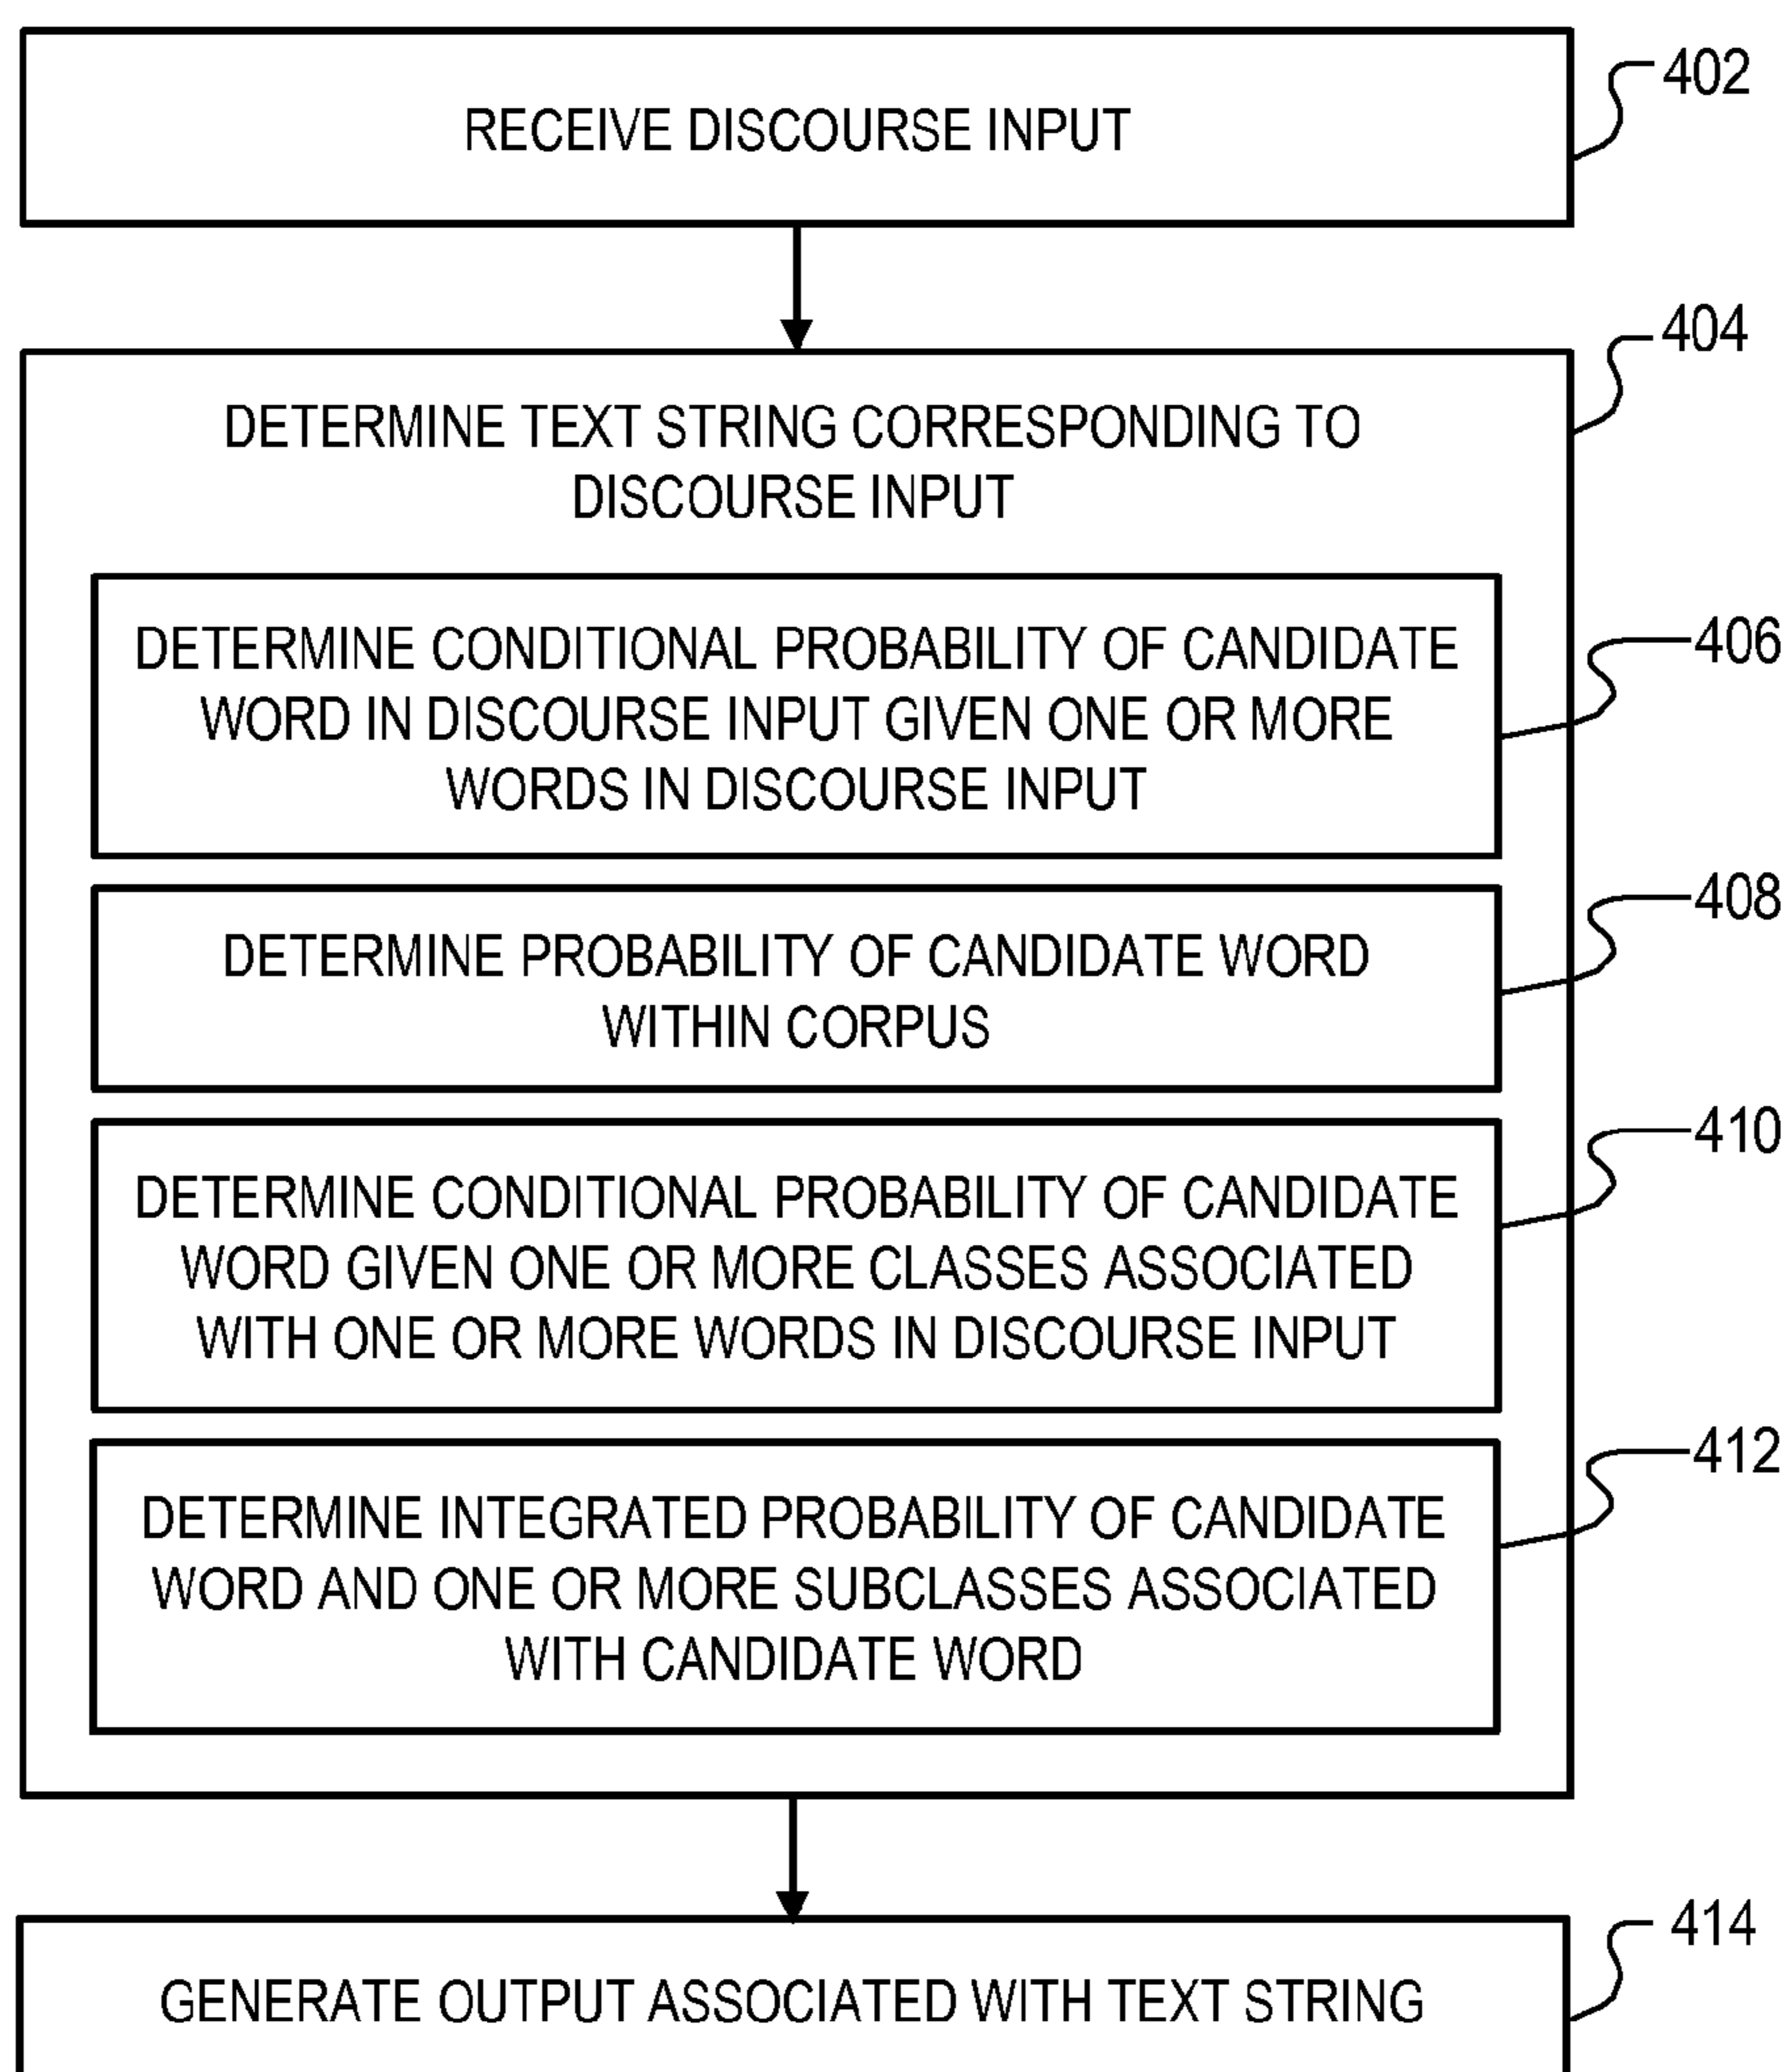 RECEIVE DISCOURSE INPUT
402
404
DETERMINE TEXT STRING CORRESPONDING TO
DISCOURSE INPUT
DETERMINE CONDITIONAL PROBABILITY OF CANDIDATE
WORD IN DISCOURSE INPUT GIVEN ONE OR MORE
WORDS IN DISCOURSE INPUT
406
DETERMINE PROBABILITY OF CANDIDATE WORD
WITHIN CORPUS
408
DETERMINE CONDITIONAL PROBABILITY OF CANDIDATE
WORD GIVEN ONE OR MORE CLASSES ASSOCIATED
WITH ONE OR MORE WORDS IN DISCOURSE INPUT
410
DETERMINE INTEGRATED PROBABILITY OF CANDIDATE
WORD AND ONE OR MORE SUBCLASSES ASSOCIATED
WITH CANDIDATE WORD
412
GENERATE OUTPUT ASSOCIATED WITH TEXT STRING
414